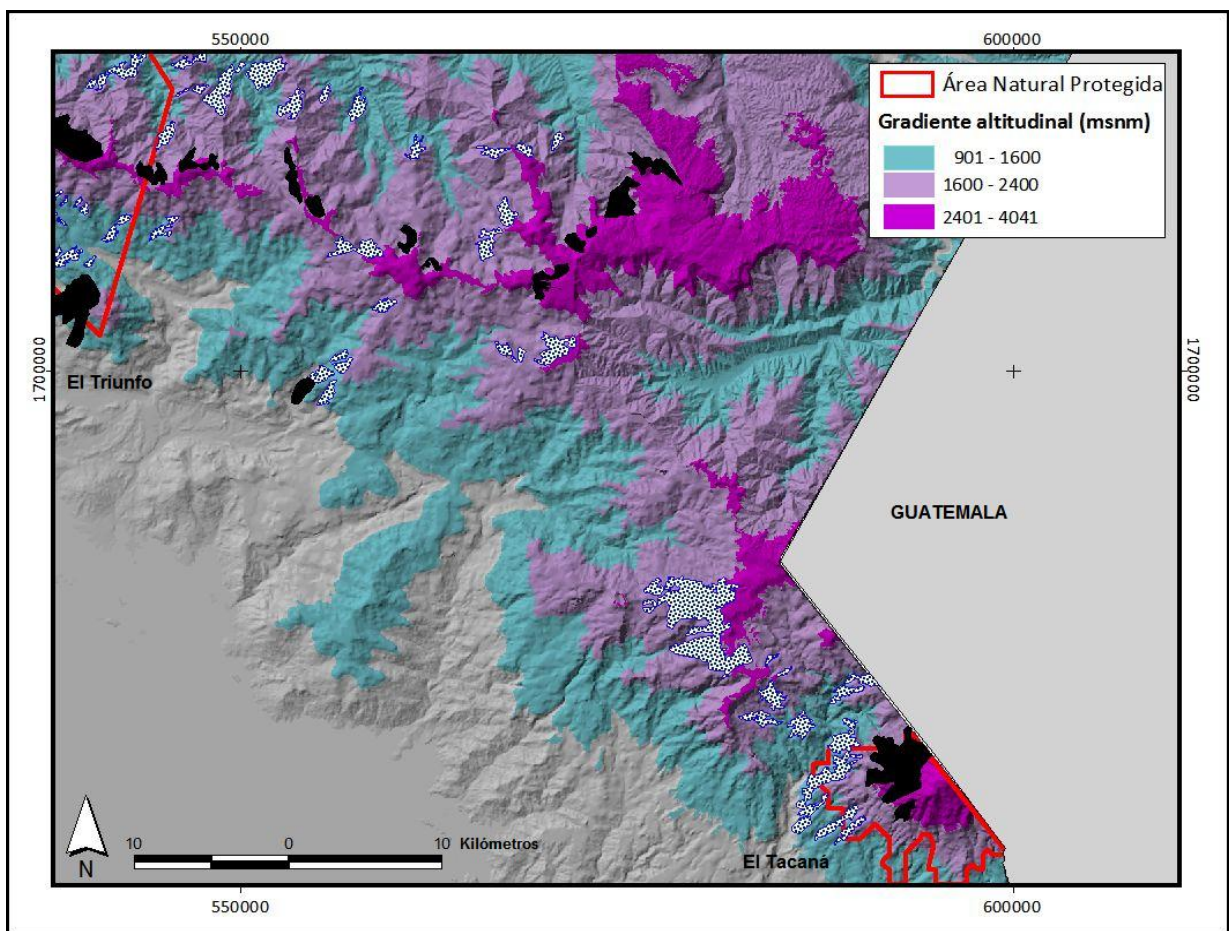 550000
600000
Área Natural Protegida
Gradiente altitudinal (msnm)
901 - 1600
1600 - 2400
2401 - 4041
1700000
1700000
El Triunfo
GUATEMALA
10
0
10
Kilómetros
N
El Tacaná
550000
600000